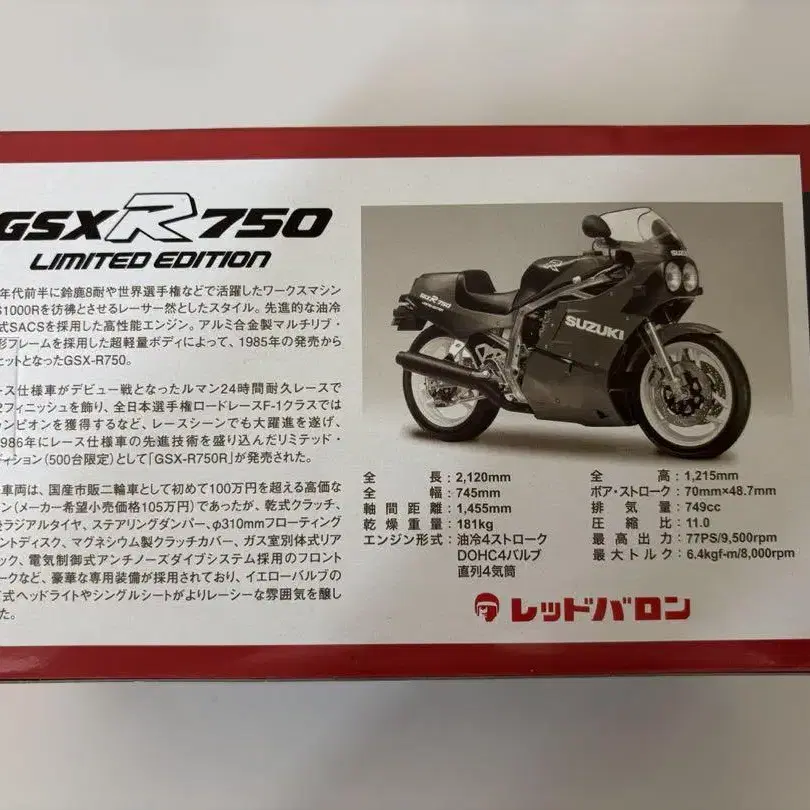 GSXR750
LIMITED EDITION
年代前半に鈴鹿8耐や世界選手権などで活躍したワークスマシン
S1000Rを彷彿とさせるレーサー然としたスタイル。先進的な油冷
式SACSを採用した高性能エンジン。アルミ合金製マルチリブ・
形フレームを採用した超軽量ボディによって、1985年の発売から
ヒットとなったGSX-R750。
ース仕様車がデビュー戦となったルマン24時間耐久レースで
2フィニッシュを飾り、全日本選手権ロードレースF-1クラスでは
ンピオンを獲得するなど、レースシーンでも大躍進を遂げ、
986年にレース仕様車の先進技術を盛り込んだリミテッド・
ディション(500台限定)として「GSX-R750R」が発売された。
車両は、国産市販二輪車として初めて100万円を超える高価な
ン(メーカー希望小売価格105万円)であったが、乾式クラッチ、
ラジアルタイヤ、ステアリングダンパー、φ310mmフローティング
ントディスク、マグネシウム製クラッチカバー、ガス室別体式リア
ック、電気制御式アンチノーズダイブシステム採用のフロント
ークなど、豪華な専用装備が採用されており、イエローバルブの
式ヘッドライトやシングルシートがよりレーシーな雰囲気を醸し
た。
SUZUKI
GSXR750
R
SUZUKI
全長:2,120mm
全幅:745mm
軸間距離:1,455mm
乾燥重量:181kg
エンジン形式:油冷4ストローク
DOHC4バルブ
直列4気筒
全高:1,215mm
ボア・ストローク:70mm×48.7mm
排気量:749cc
圧縮比:11.0
最高出力:77PS/9,500rpm
最大トルク:6.4kgf-m/8,000rpm
レッドバロン